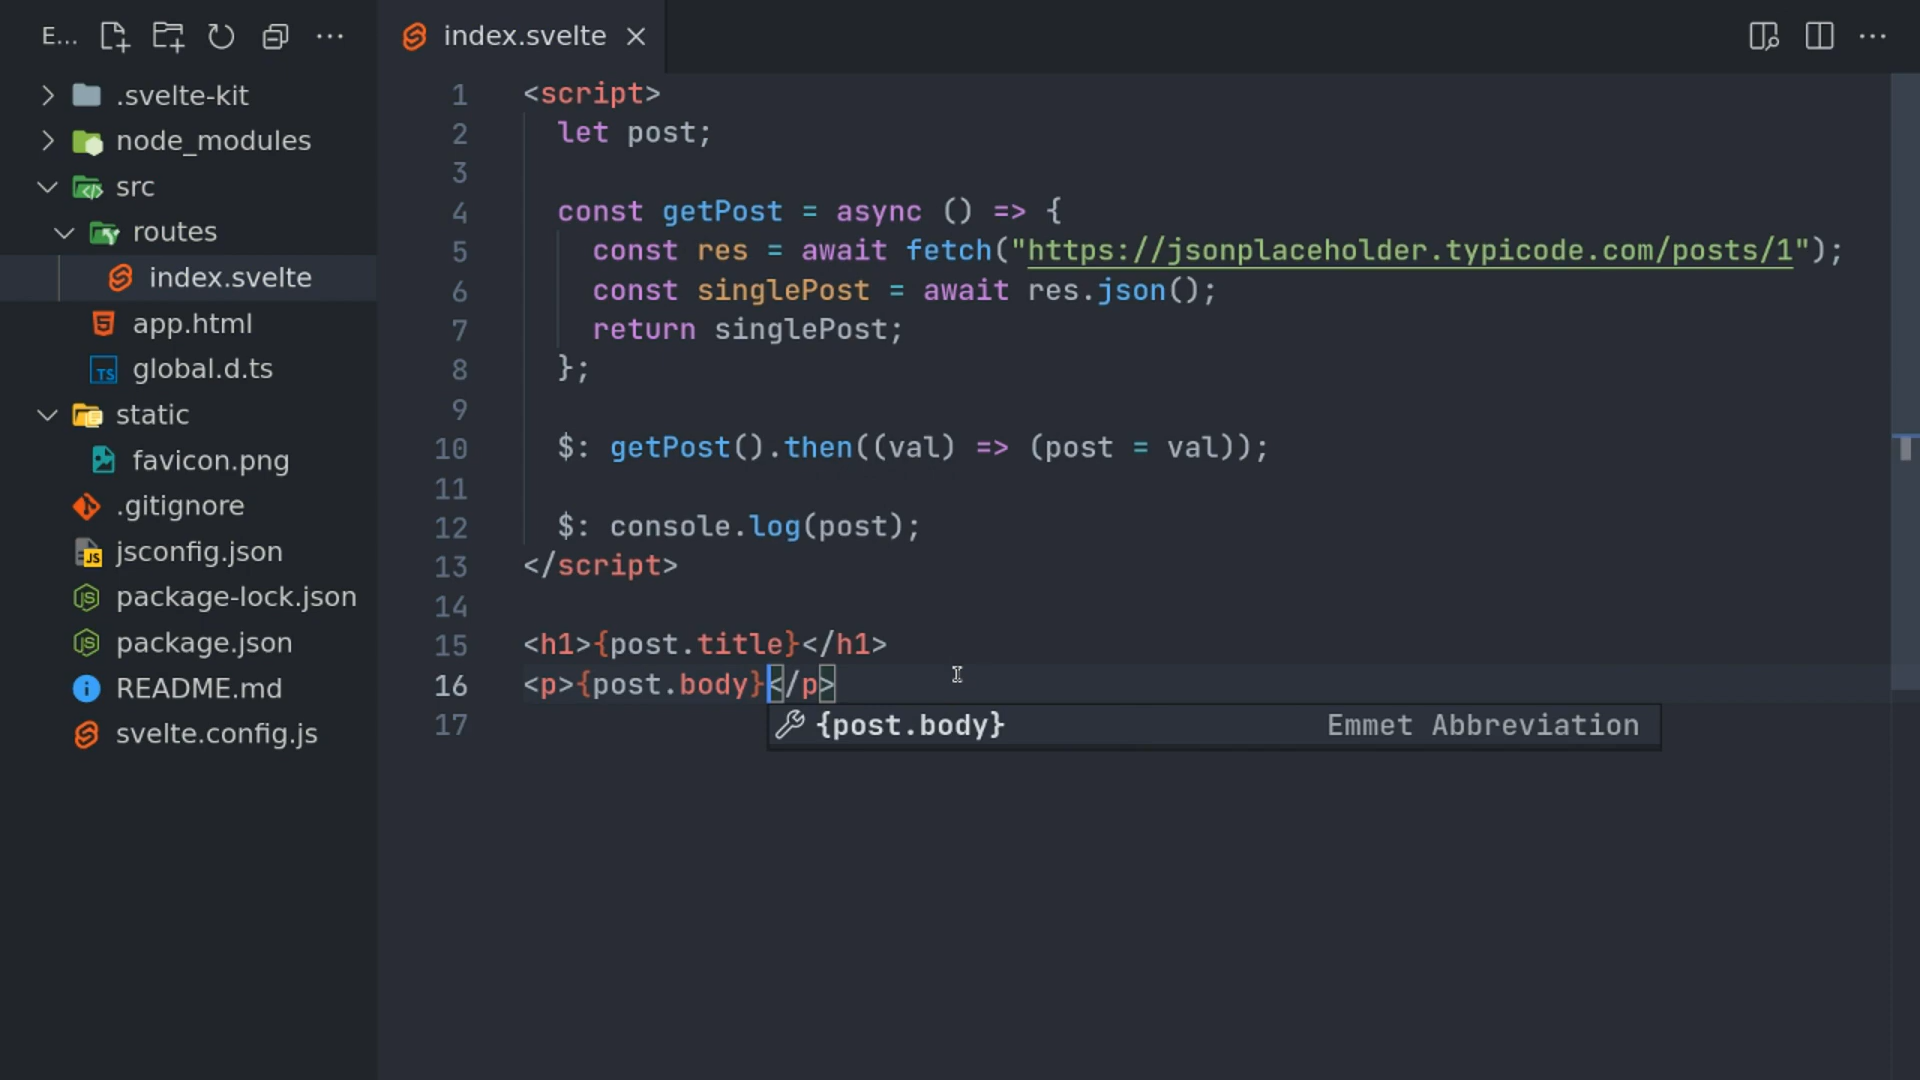 E...
.svelte-kit
node_modules
src
routes
index.svelte
app.html
global.d.ts
static
favicon.png
.gitignore
jsconfig.json
package-lock.json
package.json
README.md
svelte.config.js
index.svelte
1 <script>
2 let post;
3
4 const getPost = async () => {
5 const res = await fetch("https://jsonplaceholder.typicode.com/posts/1");
6 const singlePost = await res.json();
7 return singlePost;
8 };
9
10 $: getPost().then((val) => (post = val));
11
12 $: console.log(post);
13 </script>
14
15 <h1>{post.title}</h1>
16 <p>{post.body}</p>
17
{post.body} Emmet Abbreviation